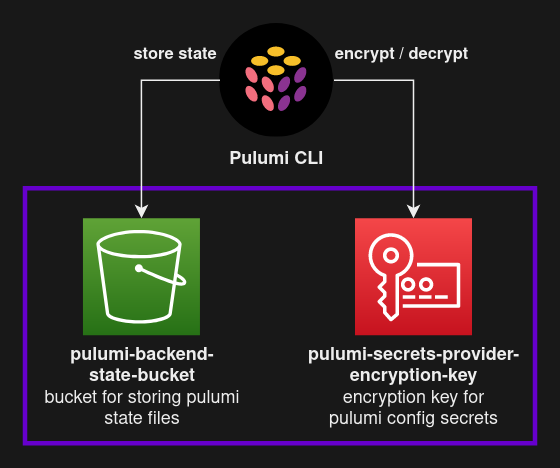 store state
encrypt / decrypt
Pulumi CLI
pulumi-backend-
state-bucket
bucket for storing pulumi
state files
pulumi-secrets-provider-
encryption-key
encryption key for
pulumi config secrets